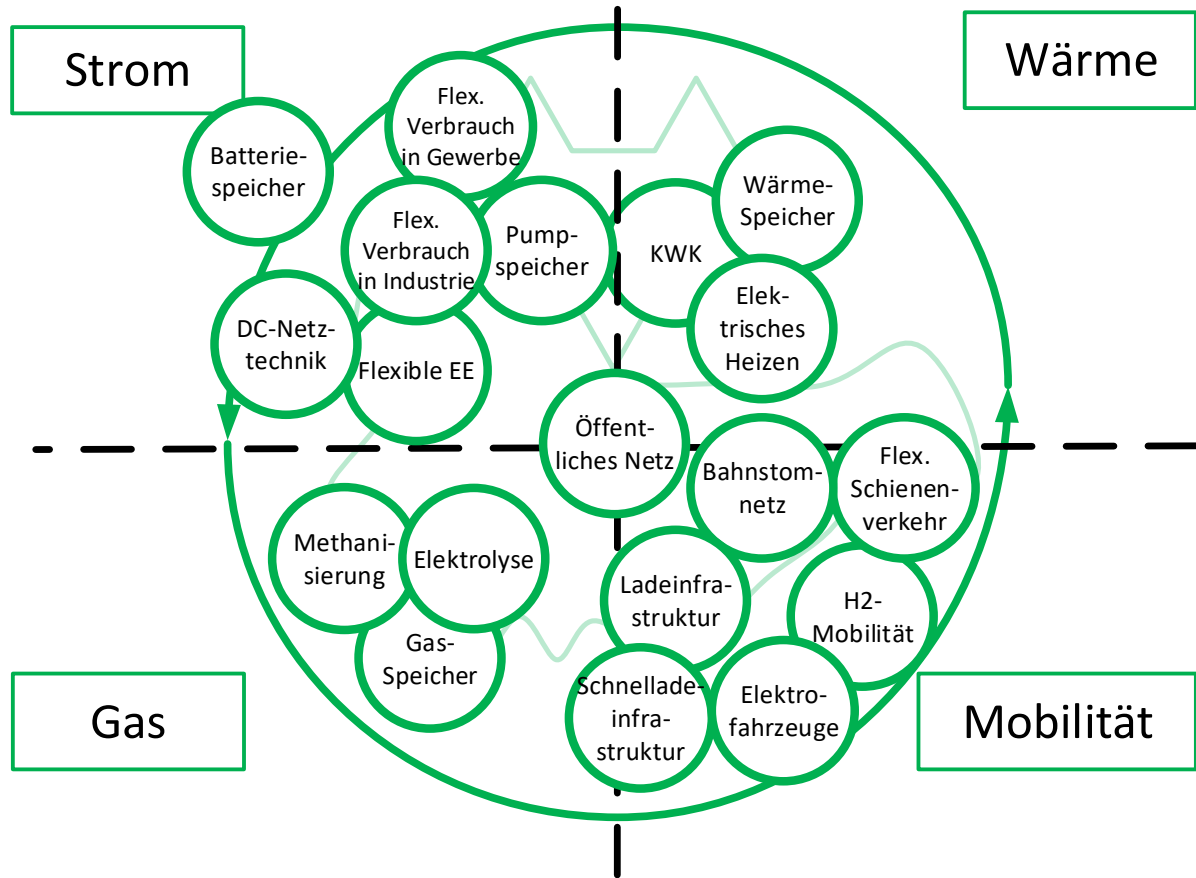 Strom
Wärme
Flex.
Verbrauch
in Gewerbe
Batterie-
speicher
Wärme-
Speicher
Flex.
Verbrauch
in Industrie
Pump-
speicher
KWK
Elek-
trisches
Heizen
DC-Netz-
technik
Flexible EE
Öffent-
liches Netz
Bahnstom-
netz
Flex.
Schienen-
verkehr
Methani-
sierung
Elektrolyse
Ladeinfra-
struktur
H2-
Mobilität
Gas-
Speicher
Schnellade-
infra-
struktur
Elektro-
fahrzeuge
Gas
Mobilität